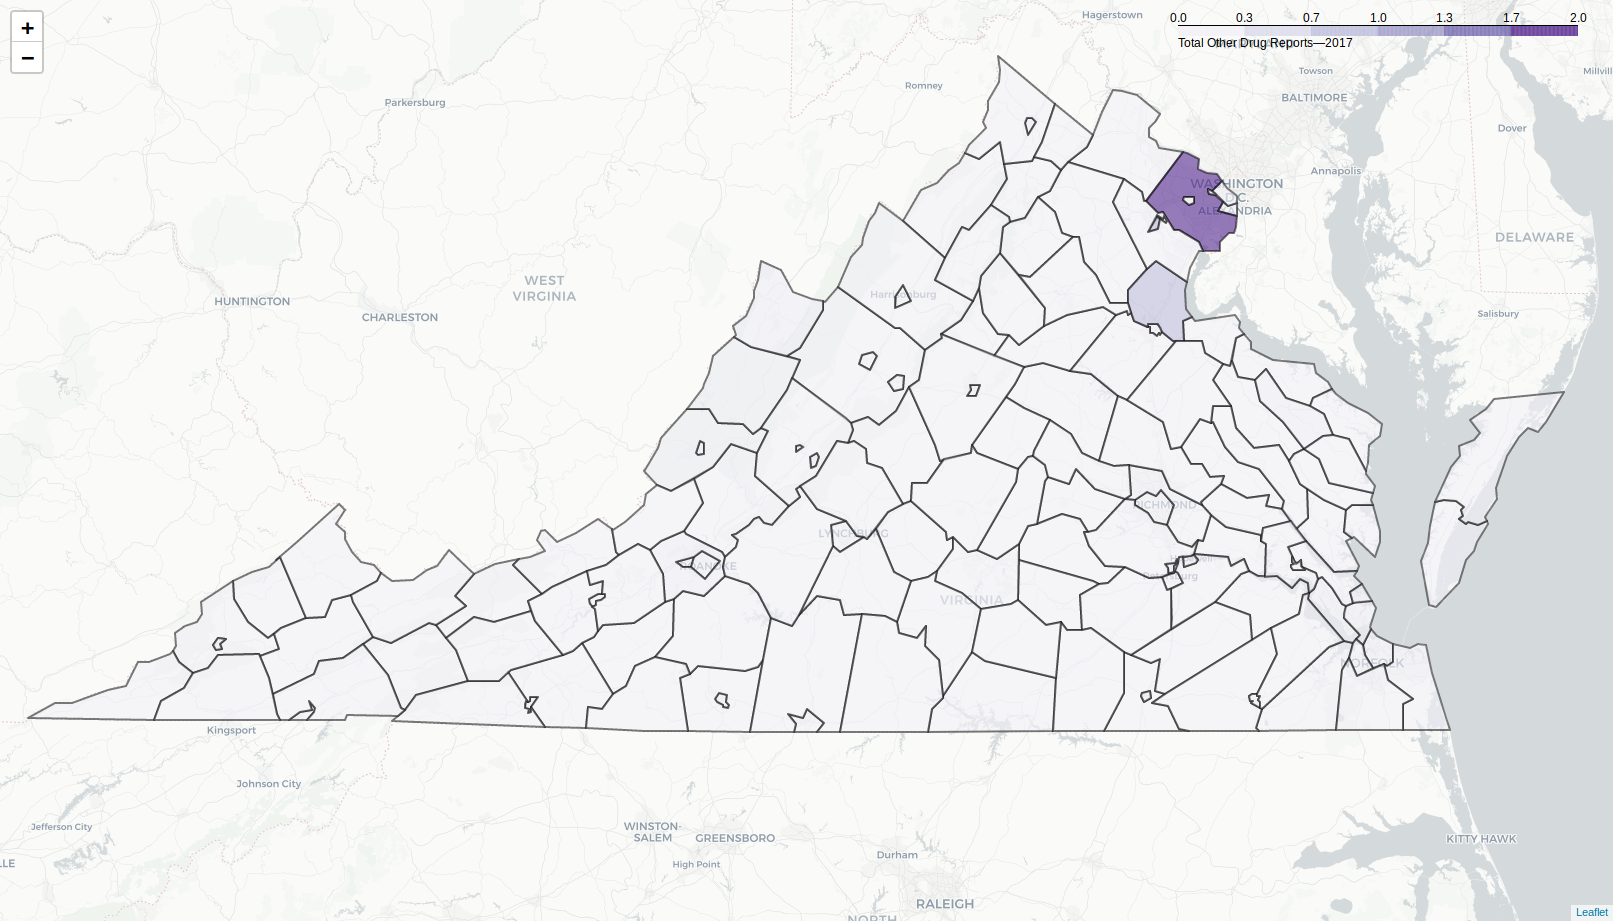 +
−
Hagerstown
0.0 0.3 0.7 1.0 1.3 1.7 2.0
Total Other Drug Reports—2017
Towson
Millvill
Romney
BALTIMORE
Parkersburg
Dover
Annapolis
WASHINGTON
D.C.
ALEXANDRIA
DELAWARE
WEST
VIRGINIA
Harrisonburg
HUNTINGTON
CHARLESTON
Salisbury
RICHMOND
LYNCHBURG
Hopewell
ROANOKE
Petersburg
VIRGINIA
NORFOLK
Kingsport
Johnson City
Jefferson City
WINSTON-
SALEM
GREENSBORO
KITTY HAWK
Durham
High Point
LLE
RALEIGH
NORTH
Leaflet